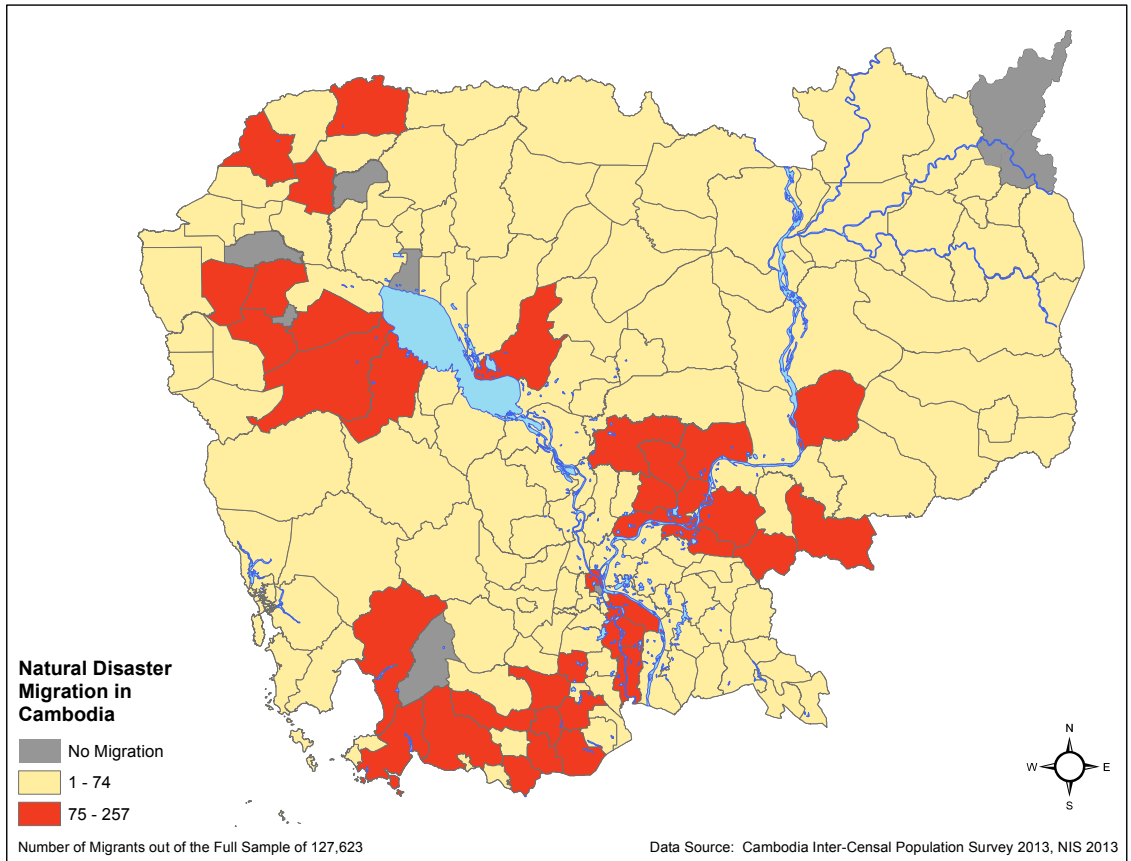 Natural Disaster
Migration in
Cambodia
No Migration
1 - 74
75 - 257
N
W E
S
Number of Migrants out of the Full Sample of 127,623
Data Source: Cambodia Inter-Censal Population Survey 2013, NIS 2013